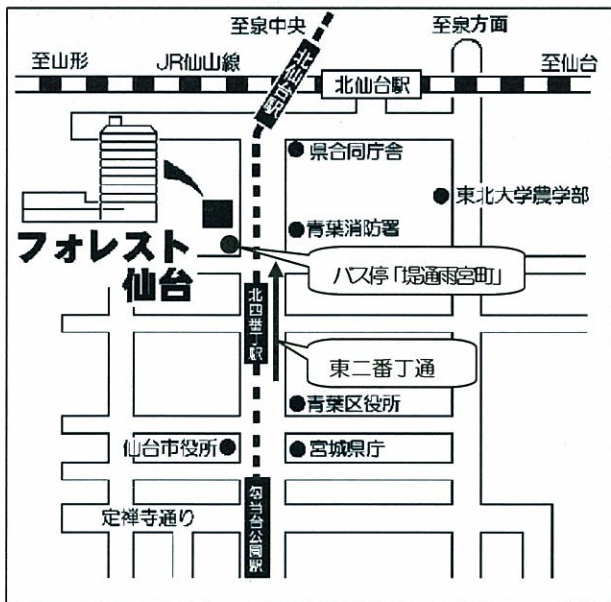 至泉中央
至泉方面
至山形
JR仙山線
至仙台
北仙台駅
北仙台駅
県合同庁舎
東北大学農学部
青葉消防署
フォレスト
仙台
バス停「堤通雨宮町」
北四番丁駅
東二番丁通
青葉区役所
仙台市役所
宮城県庁
定禅寺通り
勾当台公園駅